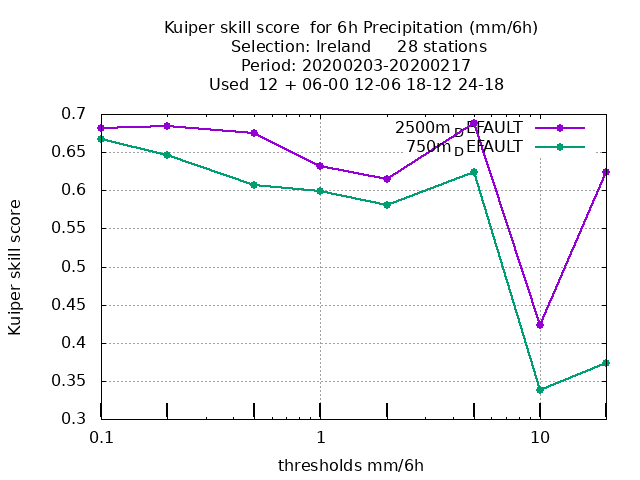 Kuiper skill score  for 6h Precipitation (mm/6h)
Selection: Ireland     28 stations
Period: 20200203-20200217
Used  12 + 06-00 12-06 18-12 24-18
2500m_DEFAULT
750m_DEFAULT
0.7
0.65
0.6
0.55
0.5
0.45
0.4
0.35
0.3
Kuiper skill score
0.1 1 10
thresholds mm/6h